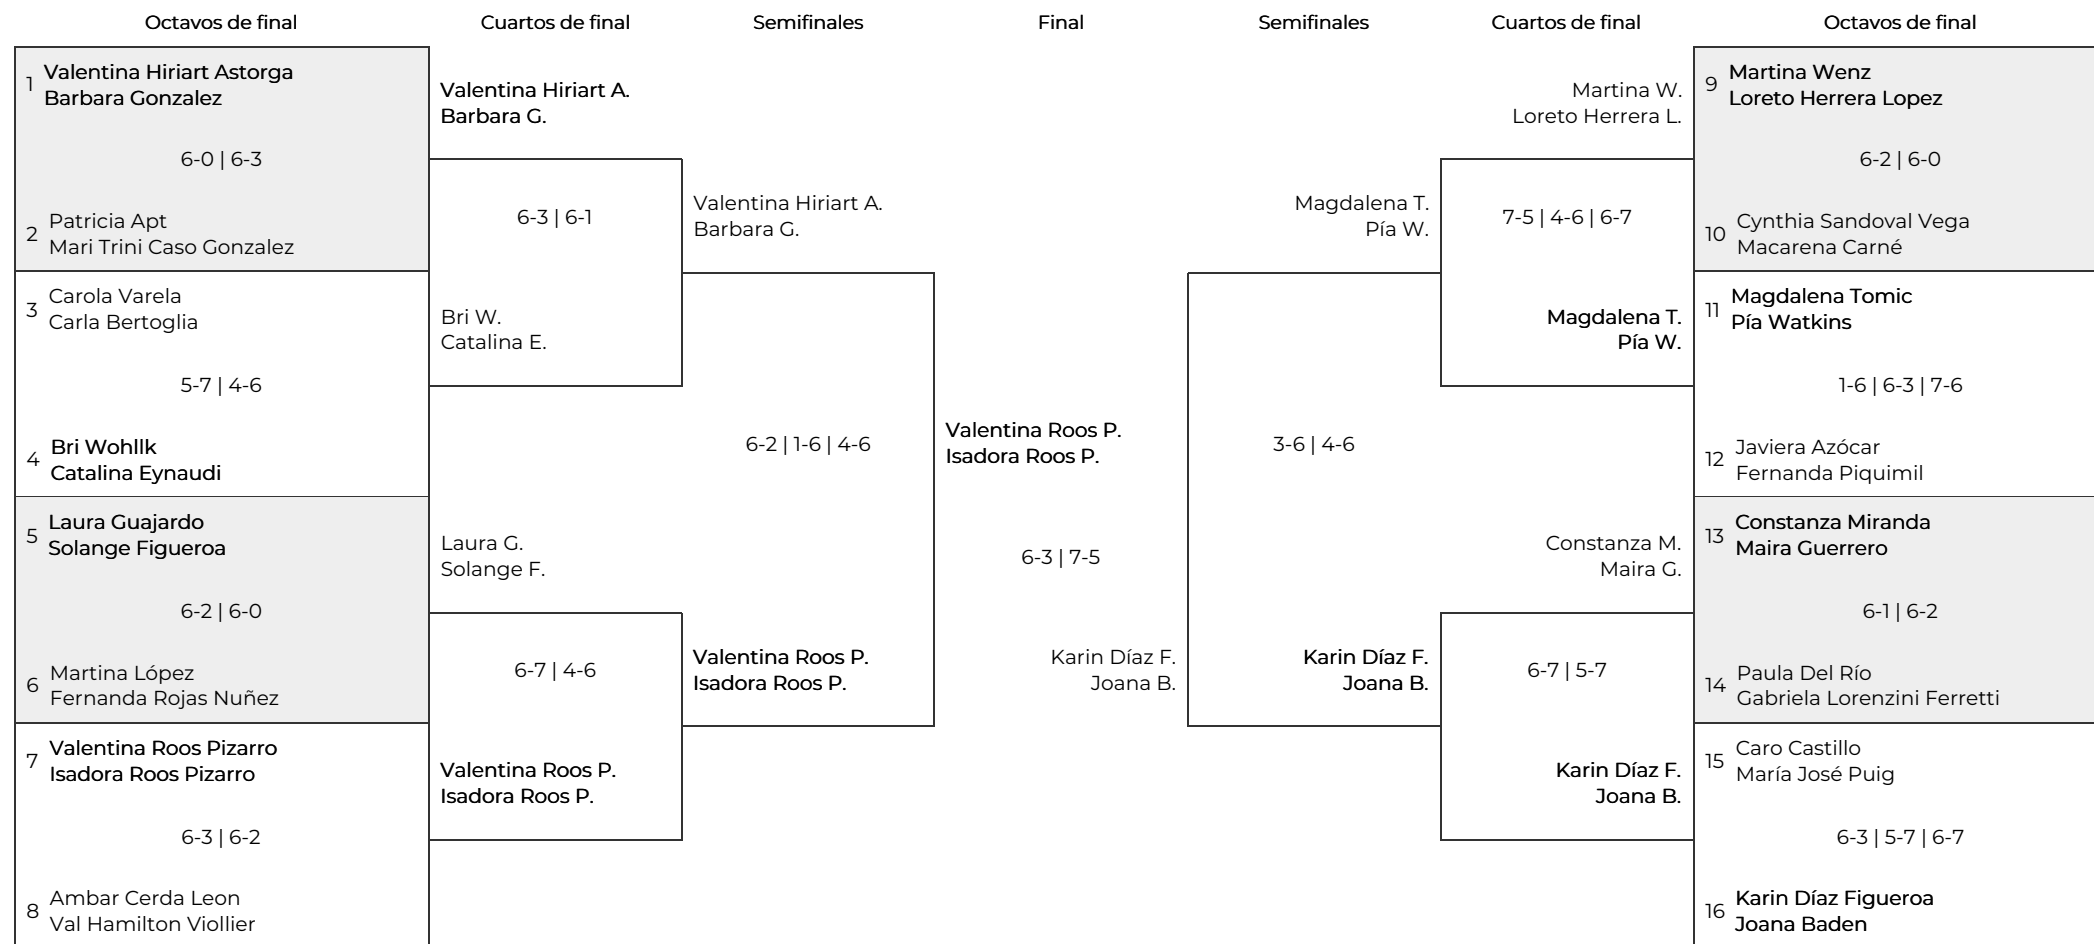 Octavos de final
Cuartos de final
Semifinales
Final
Semifinales
Cuartos de final
Octavos de final
1
Valentina Hiriart Astorga
Barbara Gonzalez
6-0 | 6-3
2
Patricia Apt
Mari Trini Caso Gonzalez
3
Carola Varela
Carla Bertoglia
5-7 | 4-6
4
Bri Wohllk
Catalina Eynaudi
5
Laura Guajardo
Solange Figueroa
6-2 | 6-0
6
Martina López
Fernanda Rojas Nuñez
7
Valentina Roos Pizarro
Isadora Roos Pizarro
6-3 | 6-2
8
Ambar Cerda Leon
Val Hamilton Viollier
Valentina Hiriart A.
Barbara G.
6-3 | 6-1
Bri W.
Catalina E.
Laura G.
Solange F.
6-7 | 4-6
Valentina Roos P.
Isadora Roos P.
Valentina Hiriart A.
Barbara G.
6-2 | 1-6 | 4-6
Valentina Roos P.
Isadora Roos P.
Valentina Roos P.
Isadora Roos P.
6-3 | 7-5
Karin Díaz F.
Joana B.
Magdalena T.
Pía W.
3-6 | 4-6
Karin Díaz F.
Joana B.
Martina W.
Loreto Herrera L.
7-5 | 4-6 | 6-7
Magdalena T.
Pía W.
Constanza M.
Maira G.
6-7 | 5-7
Karin Díaz F.
Joana B.
9
Martina Wenz
Loreto Herrera Lopez
6-2 | 6-0
10
Cynthia Sandoval Vega
Macarena Carné
11
Magdalena Tomic
Pía Watkins
1-6 | 6-3 | 7-6
12
Javiera Azócar
Fernanda Piquimil
13
Constanza Miranda
Maira Guerrero
6-1 | 6-2
14
Paula Del Río
Gabriela Lorenzini Ferretti
15
Caro Castillo
María José Puig
6-3 | 5-7 | 6-7
16
Karin Díaz Figueroa
Joana Baden